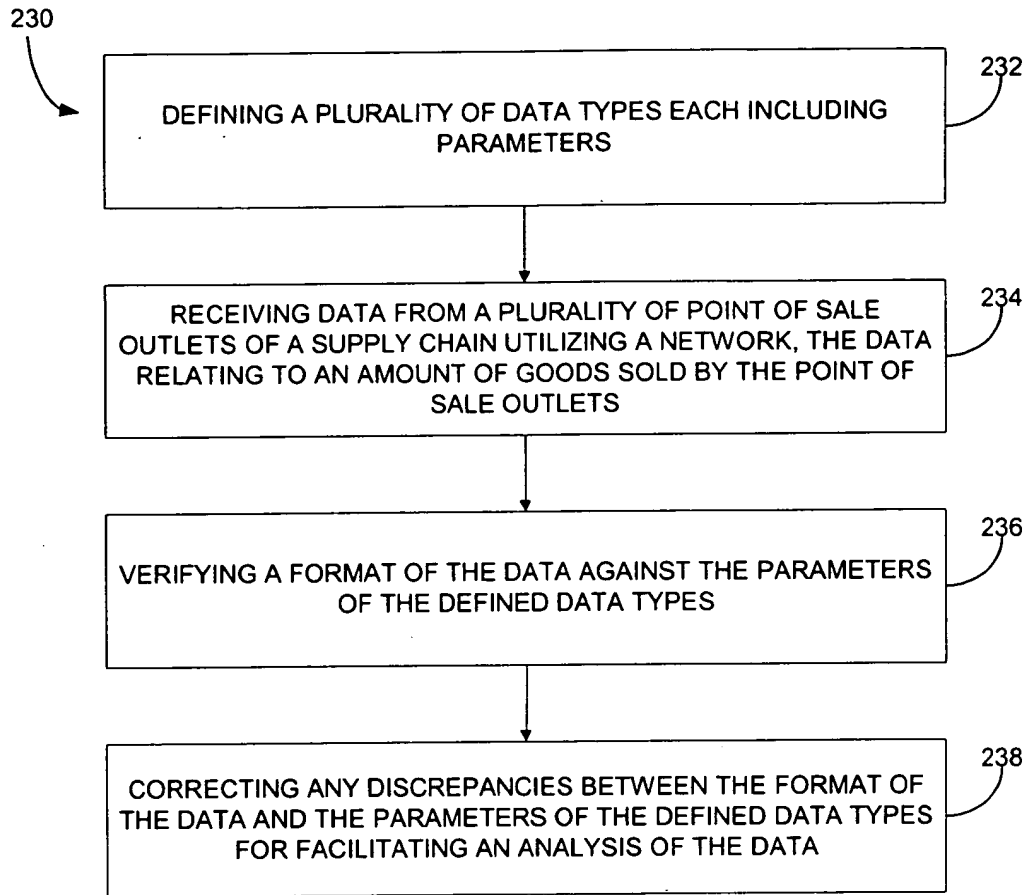 230
232
DEFINING A PLURALITY OF DATA TYPES EACH INCLUDING
PARAMETERS
234
RECEIVING DATA FROM A PLURALITY OF POINT OF SALE
OUTLETS OF A SUPPLY CHAIN UTILIZING A NETWORK, THE DATA
RELATING TO AN AMOUNT OF GOODS SOLD BY THE POINT OF
SALE OUTLETS
236
VERIFYING A FORMAT OF THE DATA AGAINST THE PARAMETERS
OF THE DEFINED DATA TYPES
238
CORRECTING ANY DISCREPANCIES BETWEEN THE FORMAT OF
THE DATA AND THE PARAMETERS OF THE DEFINED DATA TYPES
FOR FACILITATING AN ANALYSIS OF THE DATA